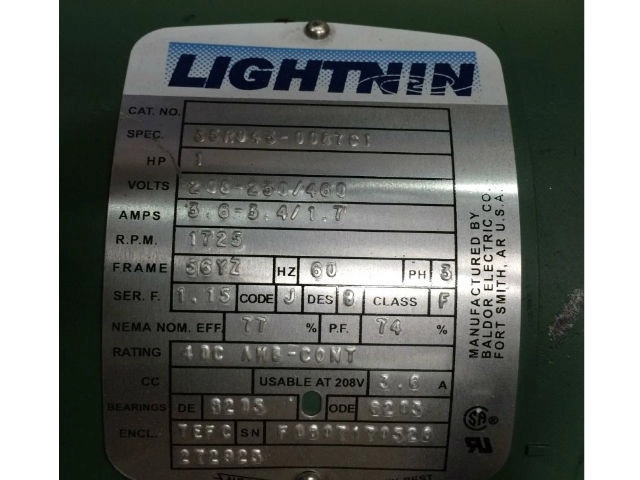 LIGHTNIN
CAT. NO.
SPEC.
HP 1
VOLTS 208-230/460
AMPS 3.6-3.4/1.7
R.P.M. 1725
FRAME 56YZ HZ 60 PH 3
SER. F. 1.15 CODE J DES B CLASS F
NEMA NOM. EFF. 77 % P.F. 74 %
RATING 40C AMB-CONT
CC USABLE AT 208V 3.6 A
BEARINGS DE 6203 ODE 6203
ENCL. TEFC SN
MANUFACTURED BY
BALDOR ELECTRIC CO.
FORT SMITH, AR U.S.A.
SA